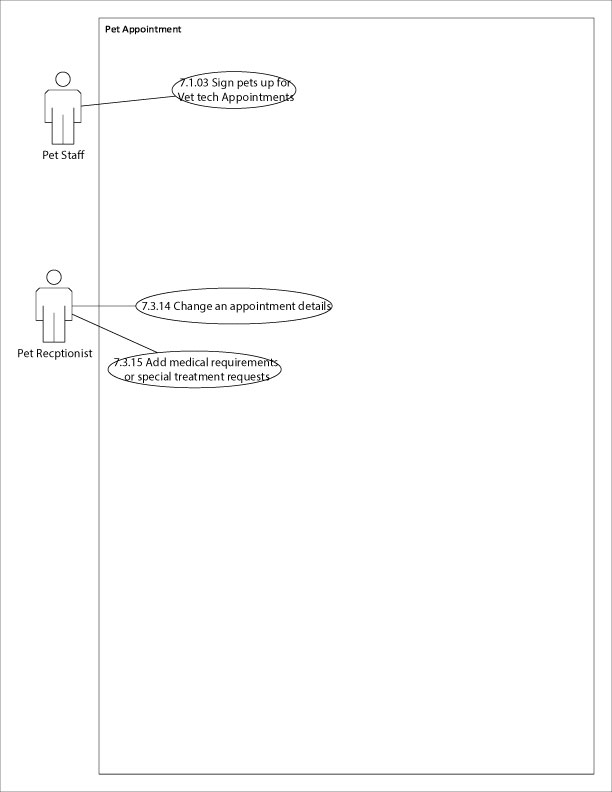 Pet Appointment
7.1.03 Sign pets up for
Vet tech Appointments
Pet Staff
7.3.14 Change an appointment details
Pet Recptionist
7.3.15 Add medical requirements
or special treatment requests